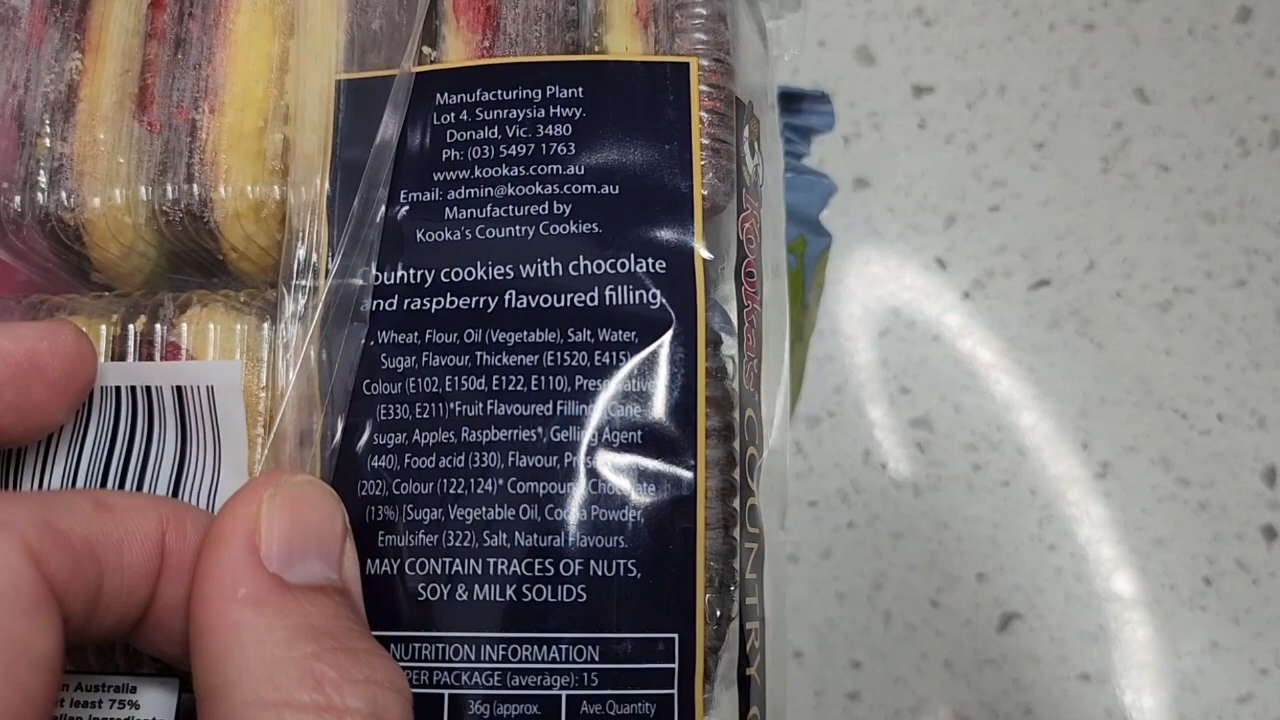 Manufacturing Plant
Lot 4. Sunraysia Hwy.
Donald, Vic. 3480
Ph: (03) 5497 1763
www.kookas.com.au
Email: admin@kookas.com.au
Manufactured by
Kooka's Country Cookies.
ountry cookies with chocolate
and raspberry flavoured filling.
Wheat, Flour, Oil (Vegetable), Salt, Water,
Sugar, Flavour, Thickener (E1520, E415)
Colour (E102, E150d, E122, E110), Preservative
(E330, E211)*Fruit Flavoured Filling Cane
sugar, Apples, Raspberries*, Gelling Agent
(440), Food acid (330), Flavour,
(202), Colour (122,124)* Compound Chocolate
(13%) [Sugar, Vegetable Oil, Cocoa Powder,
Emulsifier (322), Salt, Natural Flavours.
MAY CONTAIN TRACES OF NUTS,
SOY & MILK SOLIDS
NUTRITION INFORMATION
PER PACKAGE (average): 15
36g (approx.
Ave. Quantity
Kooka's COUNTRY
n Australia
t least 75%
alian ingredients